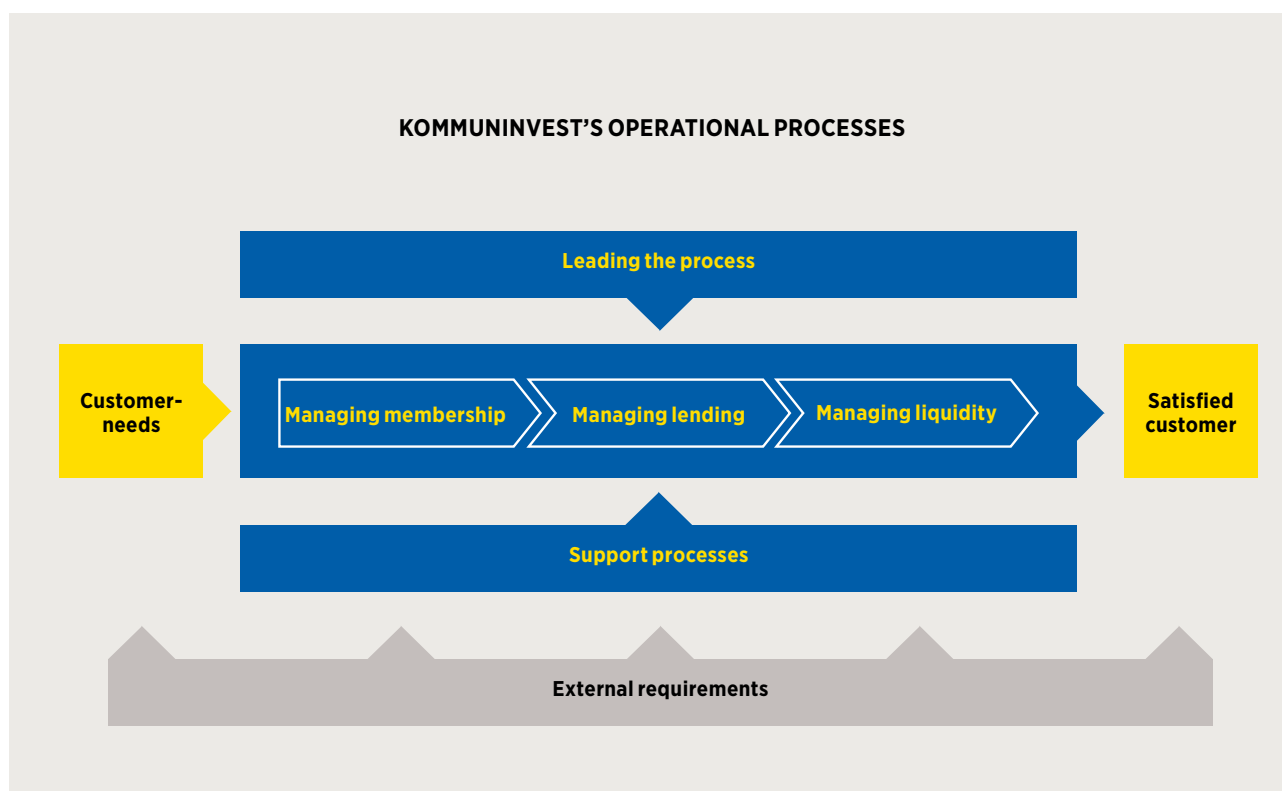 KOMMUNINVEST’S OPERATIONAL PROCESSES
Leading the process
Customer-
needs
Managing membership
Managing lending
Managing liquidity
Satisfied
customer
Support processes
External requirements